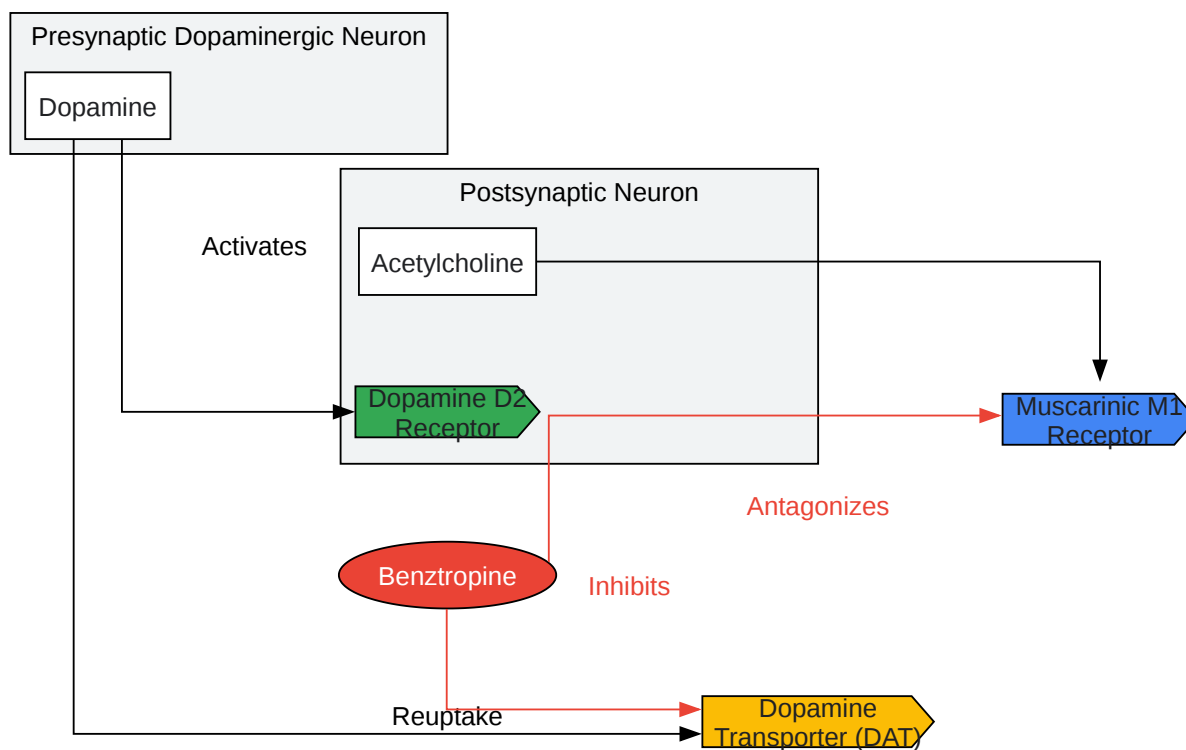 Presynaptic Dopaminergic Neuron
Dopamine
Postsynaptic Neuron
Activates
Acetylcholine
Dopamine D2
Receptor
Muscarinic M1
Receptor
Antagonizes
Benztropine
Inhibits
Reuptake
Dopamine
Transporter (DAT)